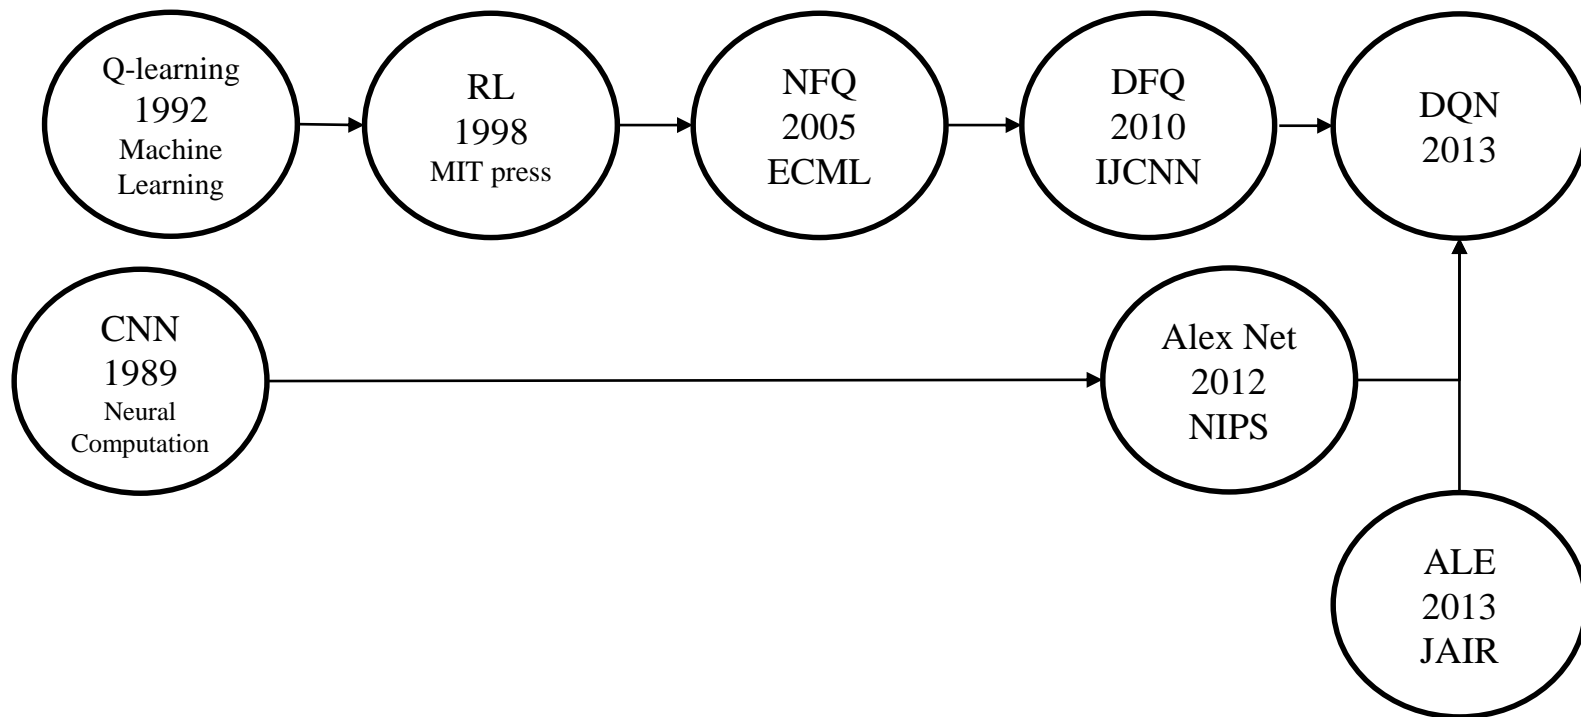 Q-learning
1992
Machine
Learning
RL
1998
MIT press
NFQ
2005
ECML
DFQ
2010
IJCNN
DQN
2013
CNN
1989
Neural
Computation
Alex Net
2012
NIPS
ALE
2013
JAIR